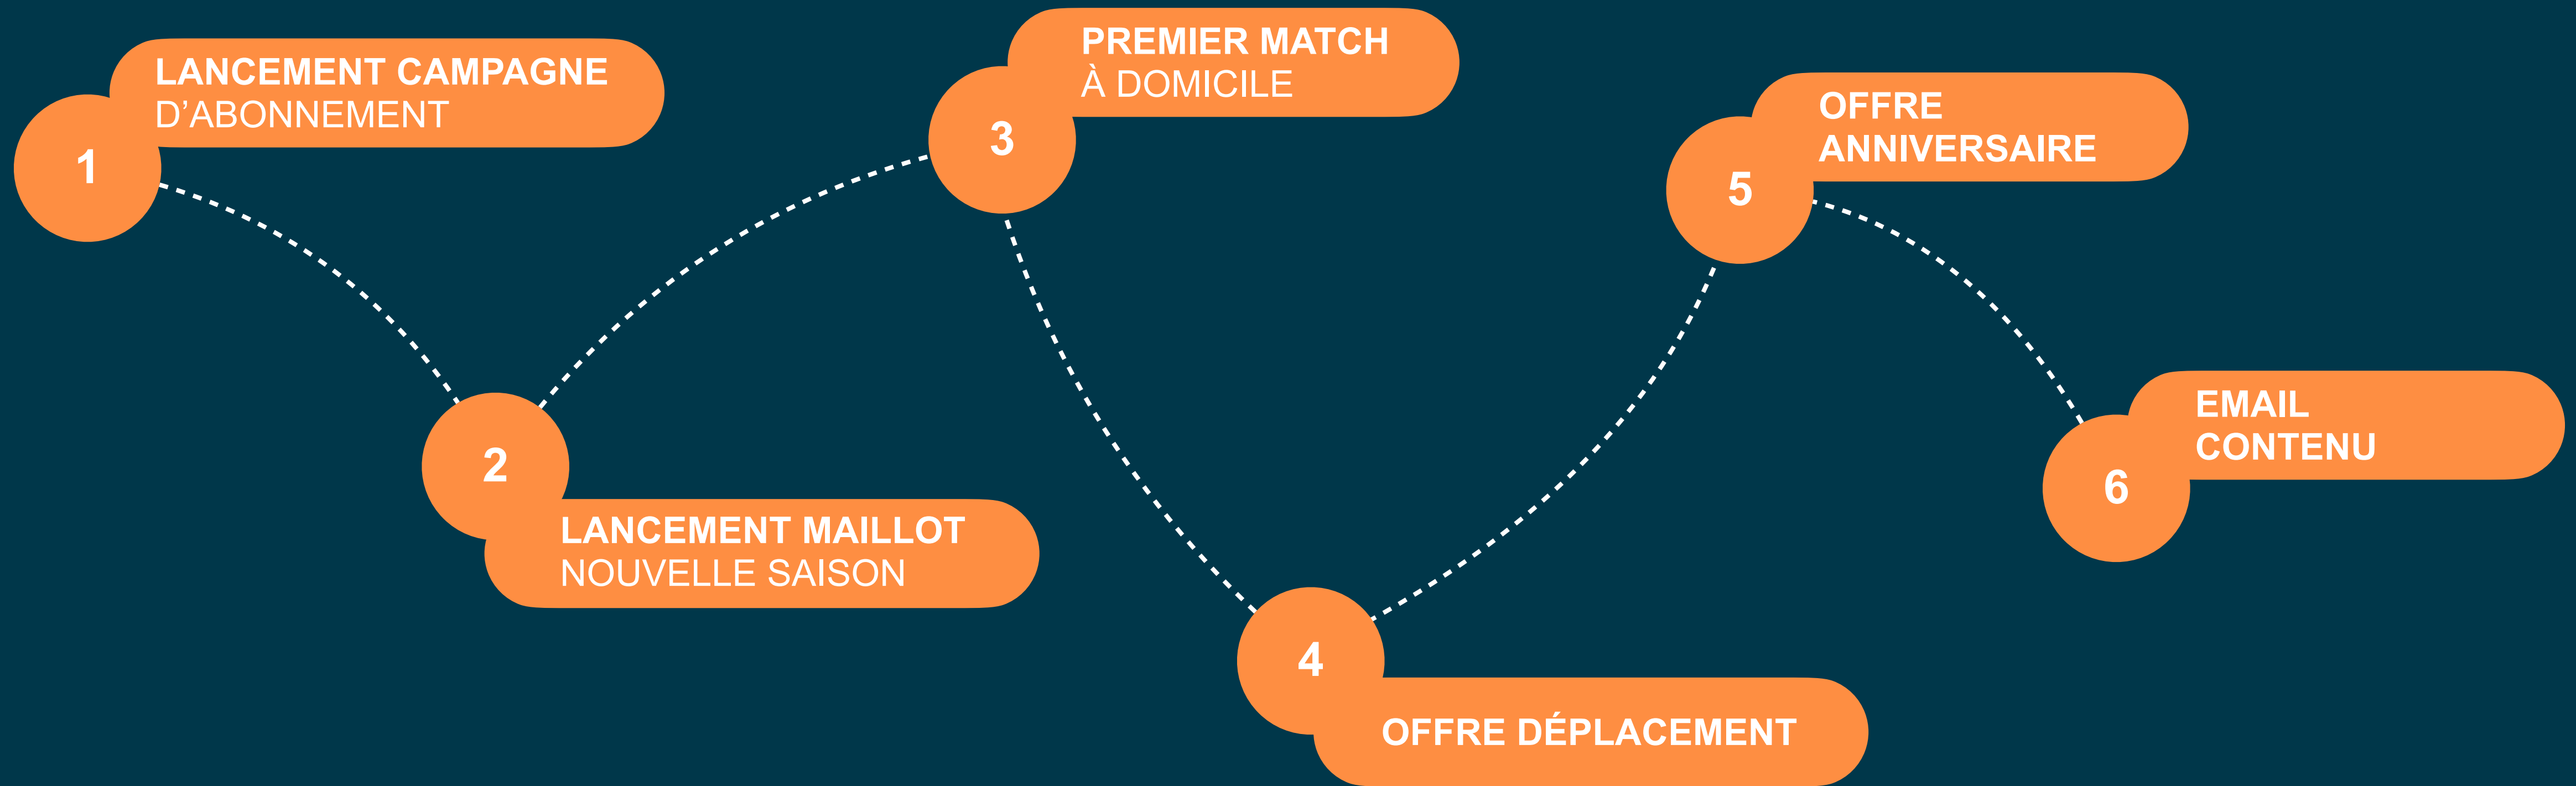 1
LANCEMENT CAMPAGNE
D’ABONNEMENT
2
LANCEMENT MAILLOT
NOUVELLE SAISON
3
PREMIER MATCH
À DOMICILE
4
OFFRE DÉPLACEMENT
5
OFFRE
ANNIVERSAIRE
6
EMAIL
CONTENU